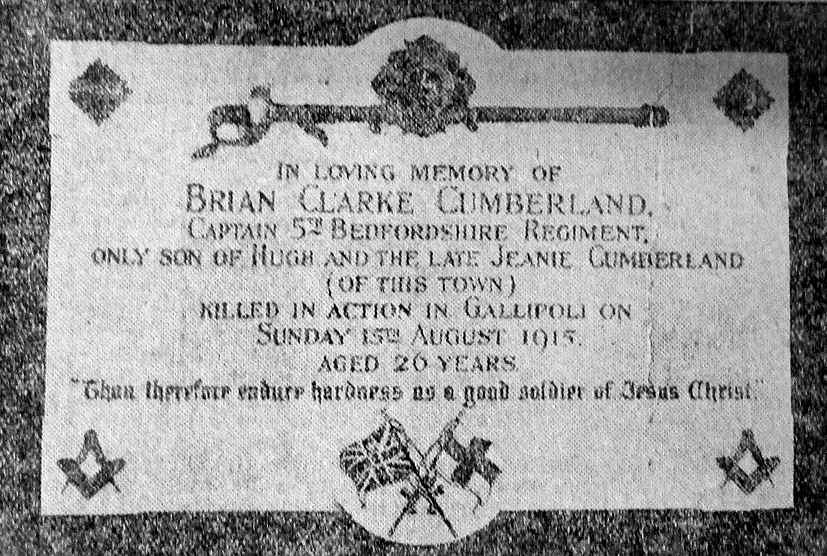 IN LOVING MEMORY OF
BRIAN CLARKE CUMBERLAND,
CAPTAIN 5TH BEDFORDSHIRE REGIMENT,
ONLY SON OF HUGH AND THE LATE JEANIE CUMBERLAND
(OF THIS TOWN)
KILLED IN ACTION IN GALLIPOLI ON
SUNDAY 15TH AUGUST 1915.
AGED 26 YEARS.
"Thou therefore endure hardness as a good soldier of Jesus Christ."